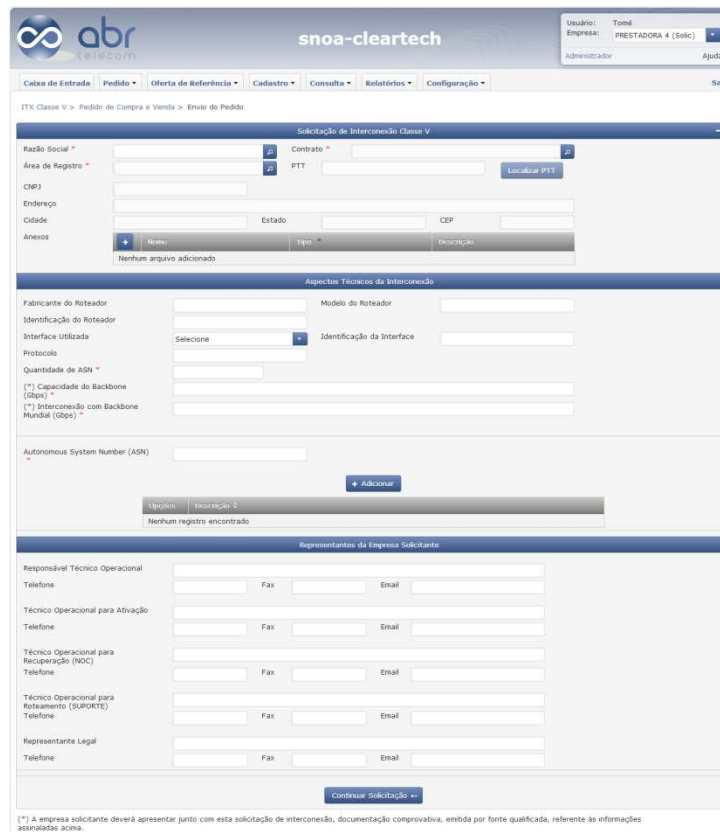 abr
telecom
snoa-cleartech
Usuário: Tomé
Empresa: PRESTADORA 4 (Solic)
Administrador Ajuda
Caixa de Entrada Pedido Oferta de Referência Cadastro Consulta Relatórios Configuração
ITX Classe V > Pedido de Compra e Venda > Envio do Pedido
Solicitação de Interconexão Classe V
Razão Social * Contrato *
Área de Registro * PTT Localizar PTT
CNPJ
Endereço
Cidade Estado CEP
Anexos + Nome Tipo * Descrição
Nenhum arquivo adicionado
Aspectos Técnicos da Interconexão
Fabricante do Roteador Modelo do Roteador
Identificação do Roteador
Interface Utilizada Selecione Identificação da Interface
Protocolo
Quantidade de ASN *
(*) Capacidade do Backbone
(Gbps) *
(*) Interconexão com Backbone
Mundial (Gbps) *
Autonomous System Number (ASN)
*
+ Adicionar
Opções Descrição
Nenhum registro encontrado
Representantes da Empresa Solicitante
Responsável Técnico Operacional
Telefone Fax Email
Técnico Operacional para Ativação
Telefone Fax Email
Técnico Operacional para
Recuperação (NOC)
Telefone Fax Email
Técnico Operacional para
Roteamento (SUPORTE)
Telefone Fax Email
Representante Legal
Telefone Fax Email
Continuar Solicitação
(*) A empresa solicitante deverá apresentar junto com esta solicitação de interconexão, documentação comprovativa, emitida por fonte qualificada, referente às informações
assinaladas acima.